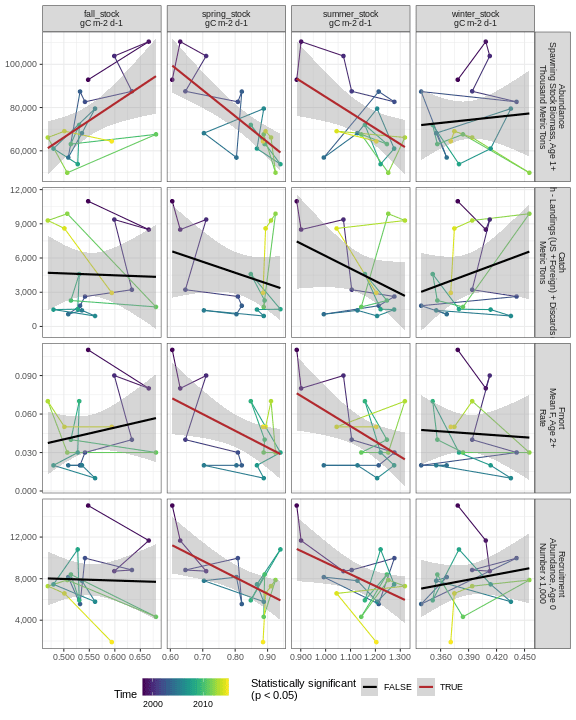 fall_stock
gC m-2 d-1
spring_stock
gC m-2 d-1
summer_stock
gC m-2 d-1
winter_stock
gC m-2 d-1
100,000
80,000
60,000
Abundance
Spawning Stock Biomass, Age 1+
Thousand Metric Tons
12,000
9,000
6,000
3,000
0
Catch
h - Landings (US +Foreign) + Discards
Metric Tons
0.090
0.060
0.030
0.000
Fmort
Mean F, Age 2+
Rate
12,000
8,000
4,000
Recruitment
Abundance, Age 0
Number x 1,000
0.500 0.550 0.600 0.650
0.60 0.70 0.80 0.90
0.900 1.000 1.100 1.200 1.300
0.360 0.390 0.420 0.450
Time
2000 2010
Statistically significant
(p < 0.05)
FALSE
TRUE